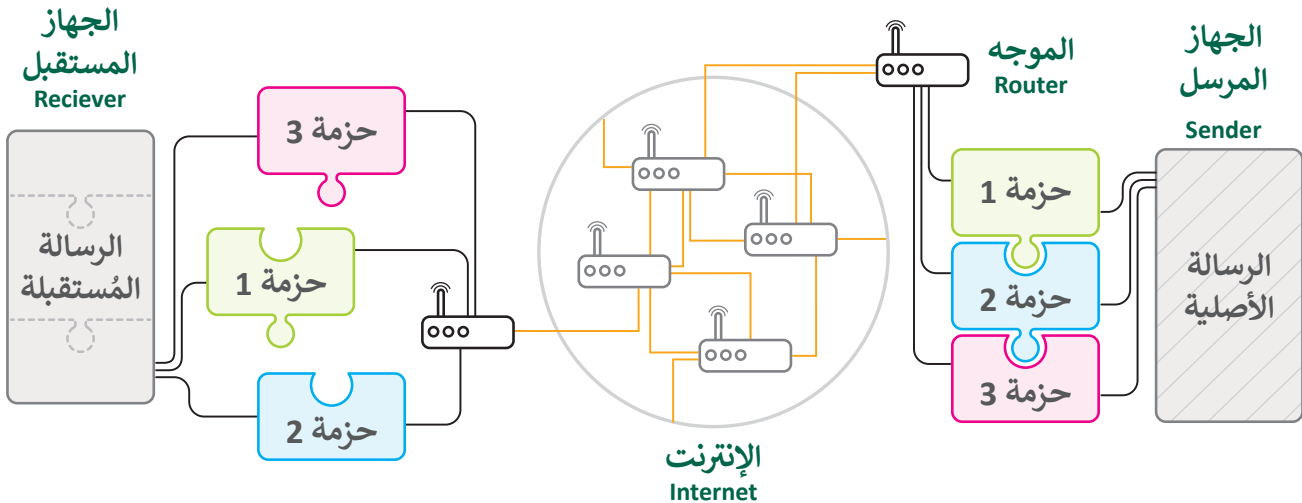 الجهاز
المرسل
Sender
الموجه
Router
الجهاز
المستقبل
Reciever
حزمة 1
حزمة 2
حزمة 3
الرسالة
الأصلية
حزمة 3
حزمة 1
حزمة 2
الرسالة
المُستقبلة
الإنترنت
Internet